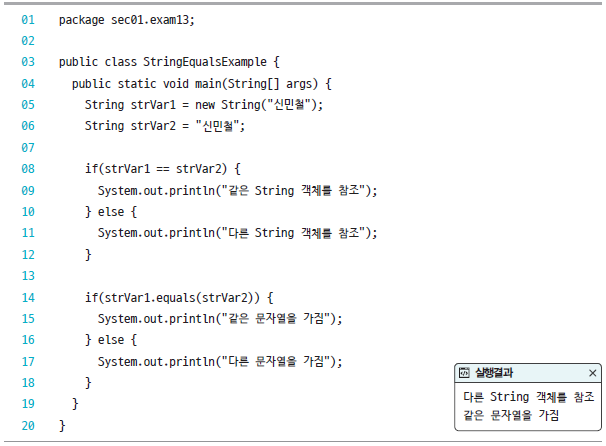 01 package sec01.exam13;
02
03 public class StringEqualsExample {
04   public static void main(String[] args) {
05     String strVar1 = new String("신민철");
06     String strVar2 = "신민철";
07
08     if(strVar1 == strVar2) {
09       System.out.println("같은 String 객체를 참조");
10     } else {
11       System.out.println("다른 String 객체를 참조");
12     }
13
14     if(strVar1.equals(strVar2)) {
15       System.out.println("같은 문자열을 가짐");
16     } else {
17       System.out.println("다른 문자열을 가짐");
18     }
19   }
20 }
실행결과
다른 String 객체를 참조
같은 문자열을 가짐